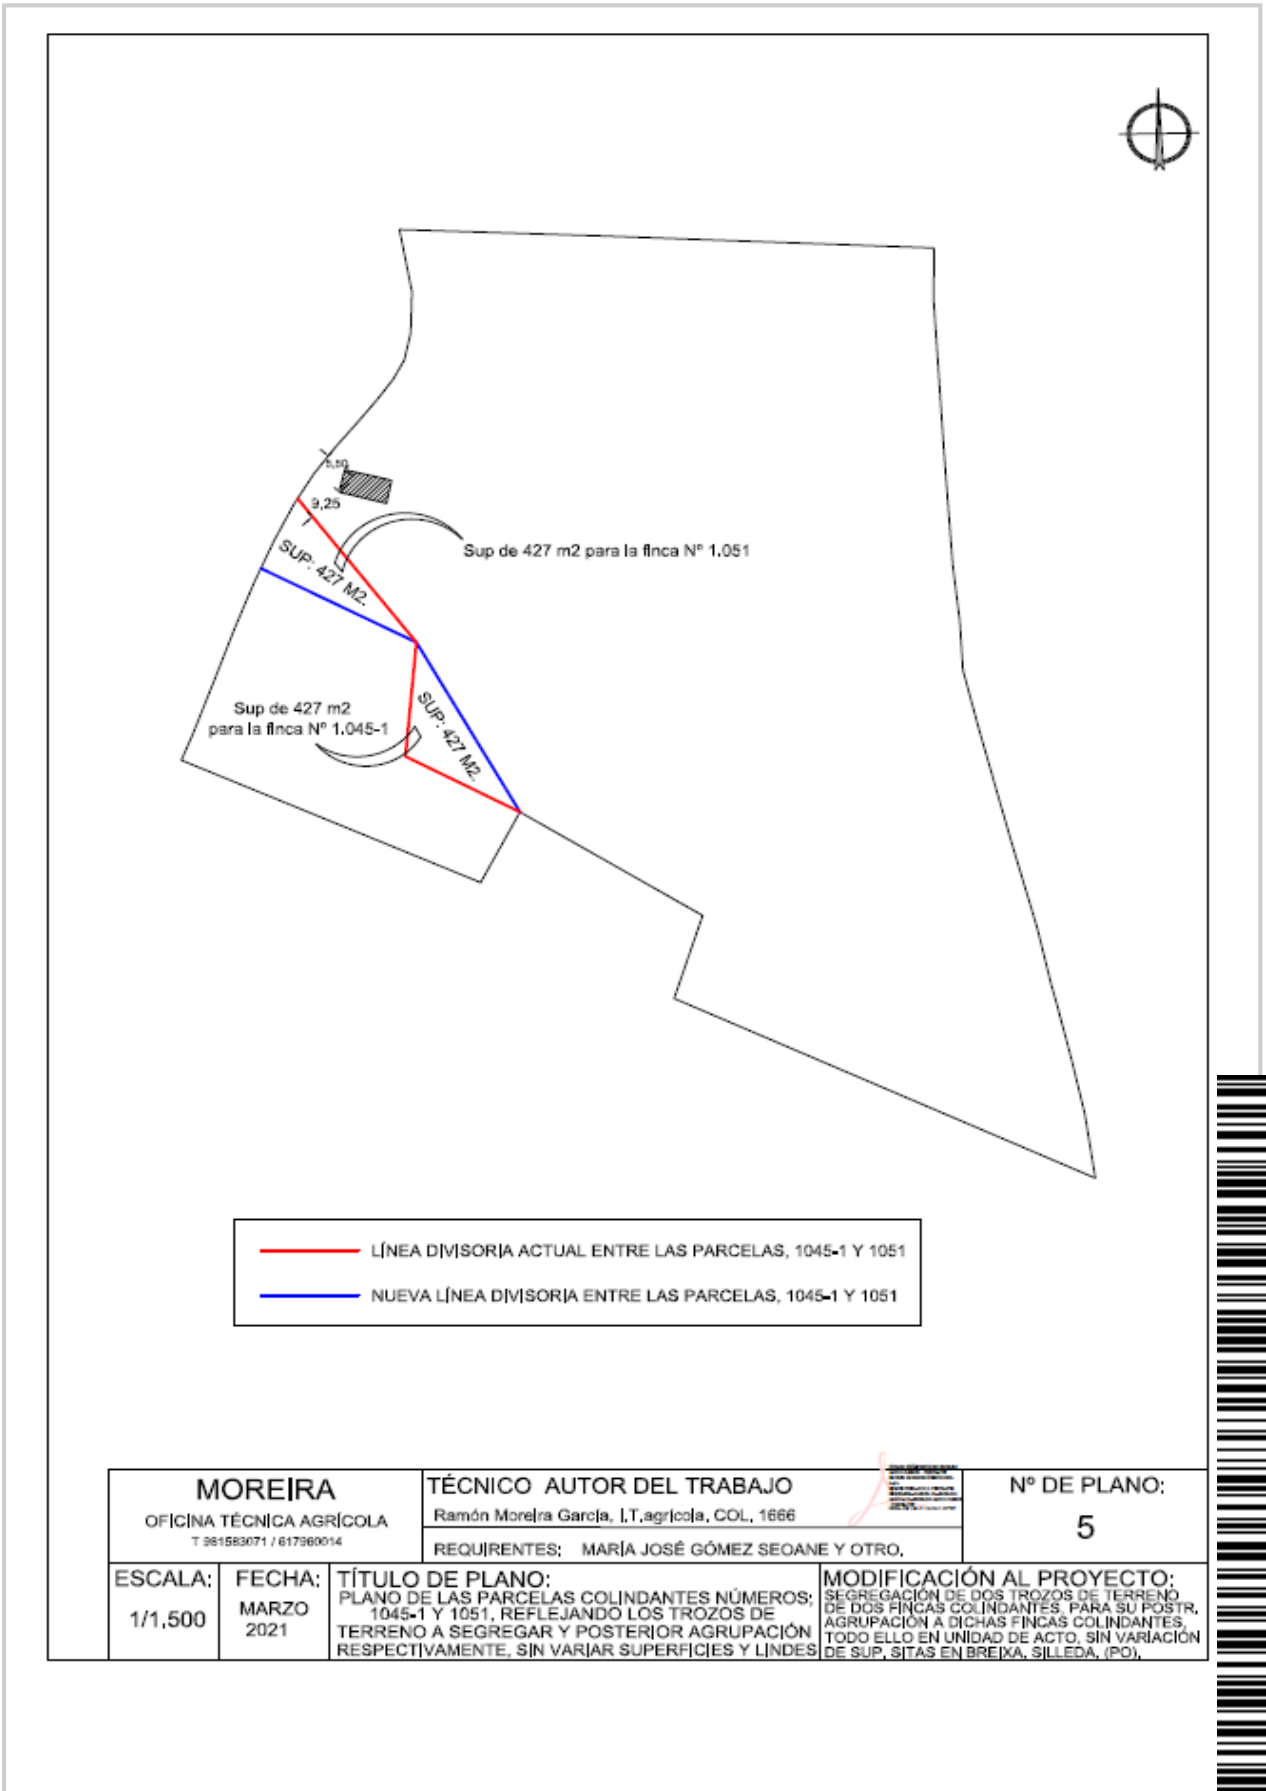 5,50
9,25
SUP: 427 M2.
Sup de 427 m2 para la finca Nº 1.051
Sup de 427 m2
para la finca Nº 1.045-1
SUP: 427 M2.
LÍNEA DIVISORIA ACTUAL ENTRE LAS PARCELAS, 1045-1 Y 1051
NUEVA LÍNEA DIVISORIA ENTRE LAS PARCELAS, 1045-1 Y 1051
MOREIRA
OFICINA TÉCNICA AGRÍCOLA
T 981583071 / 617960014
TÉCNICO AUTOR DEL TRABAJO
Ramón Moreira García, I.T.agrícola, COL. 1666
REQUIRENTES: MARÍA JOSÉ GÓMEZ SEOANE Y OTRO.
Nº DE PLANO:
5
ESCALA:
1/1.500
FECHA:
MARZO
2021
TÍTULO DE PLANO:
PLANO DE LAS PARCELAS COLINDANTES NÚMEROS:
1045-1 Y 1051, REFLEJANDO LOS TROZOS DE
TERRENO A SEGREGAR Y POSTERIOR AGRUPACIÓN
RESPECTIVAMENTE, SIN VARIAR SUPERFICIES Y LINDES
MODIFICACIÓN AL PROYECTO:
SEGREGACIÓN DE DOS TROZOS DE TERRENO
DE DOS FINCAS COLINDANTES, PARA SU POSTR.
AGRUPACIÓN A DICHAS FINCAS COLINDANTES,
TODO ELLO EN UNIDAD DE ACTO, SIN VARIACIÓN
DE SUP, SITAS EN BREIXA, SILLEDA, (PO).